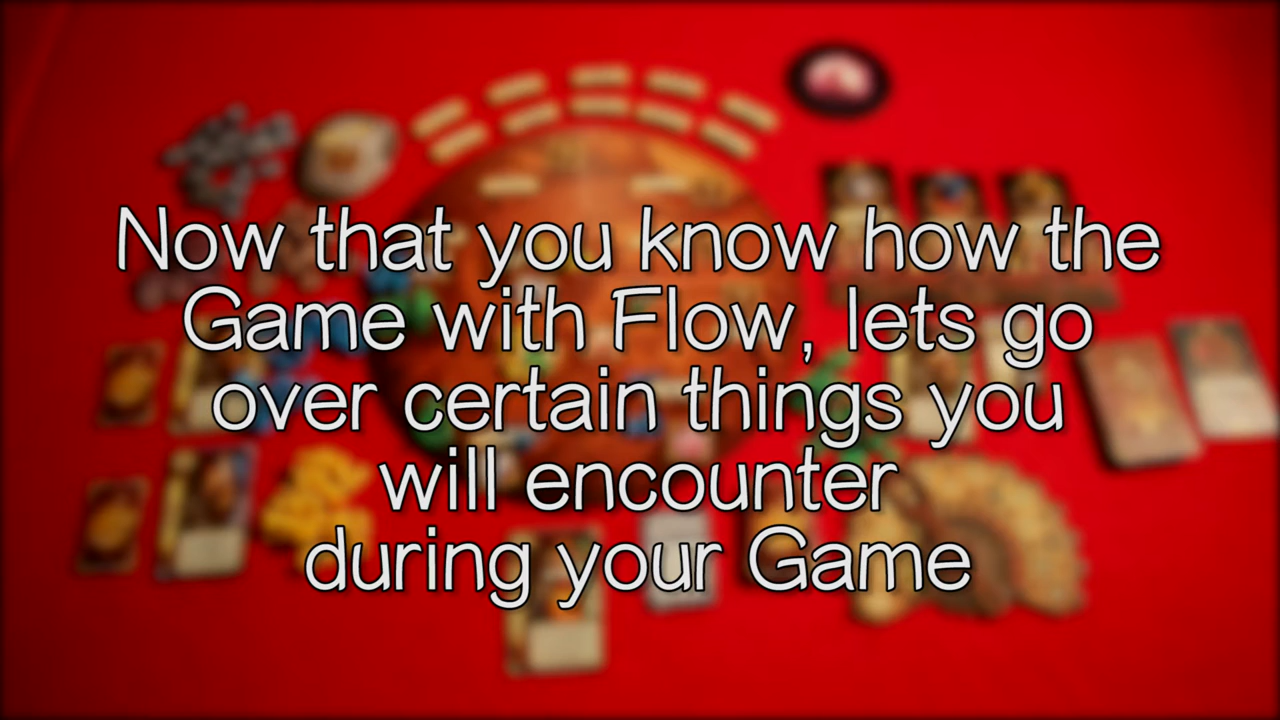 Now that you know how the
Game with Flow, lets go
over certain things you
will encounter
during your Game